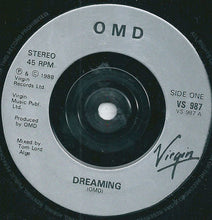 OMD
STEREO
45 RPM
℗ & © 1988
Virgin
Records Ltd.
Virgin
Music Publ.
Ltd.
Produced by
OMD
Mixed by
Tom Lord
Alge
SIDE ONE
VS 987
VS 987 A
Virgin
DREAMING
(OMD)